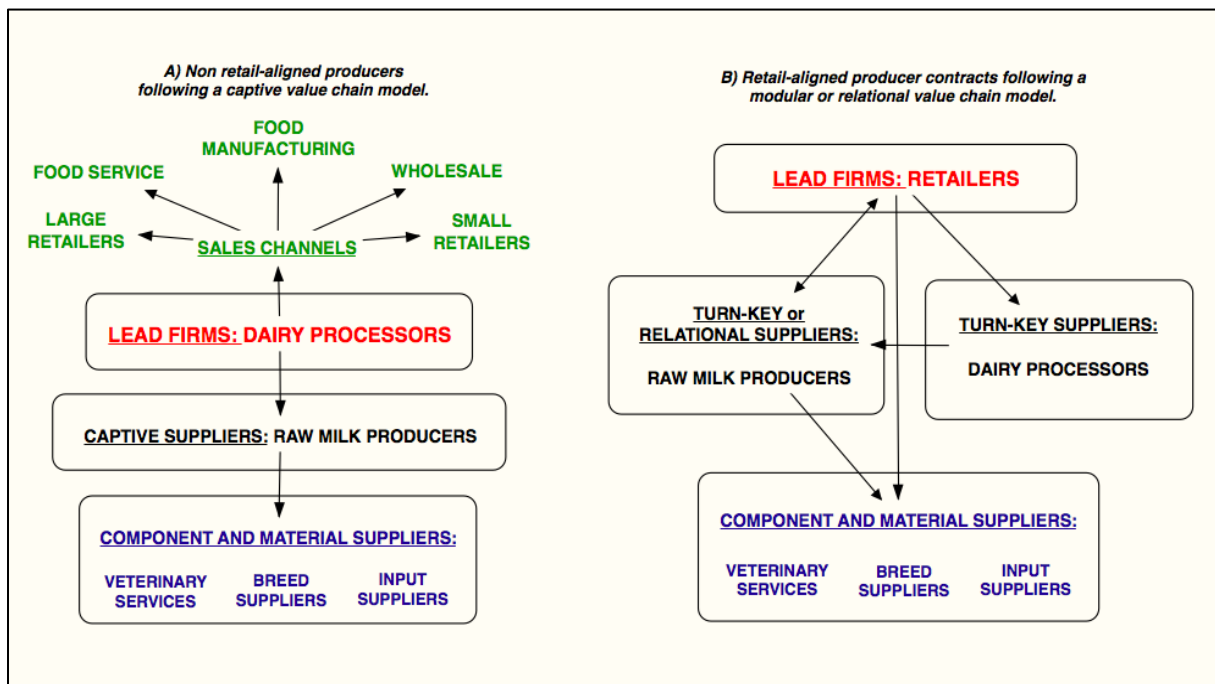 A) Non retail-aligned producers
following a captive value chain model.
FOOD
MANUFACTURING
FOOD SERVICE
WHOLESALE
LARGE
RETAILERS
SMALL
RETAILERS
SALES CHANNELS
LEAD FIRMS: DAIRY PROCESSORS
CAPTIVE SUPPLIERS: RAW MILK PRODUCERS
COMPONENT AND MATERIAL SUPPLIERS:
VETERINARY
SERVICES
BREED
SUPPLIERS
INPUT
SUPPLIERS
B) Retail-aligned producer contracts following a
modular or relational value chain model.
LEAD FIRMS: RETAILERS
TURN-KEY or
RELATIONAL SUPPLIERS:
RAW MILK PRODUCERS
TURN-KEY SUPPLIERS:
DAIRY PROCESSORS
COMPONENT AND MATERIAL SUPPLIERS:
VETERINARY
SERVICES
BREED
SUPPLIERS
INPUT
SUPPLIERS